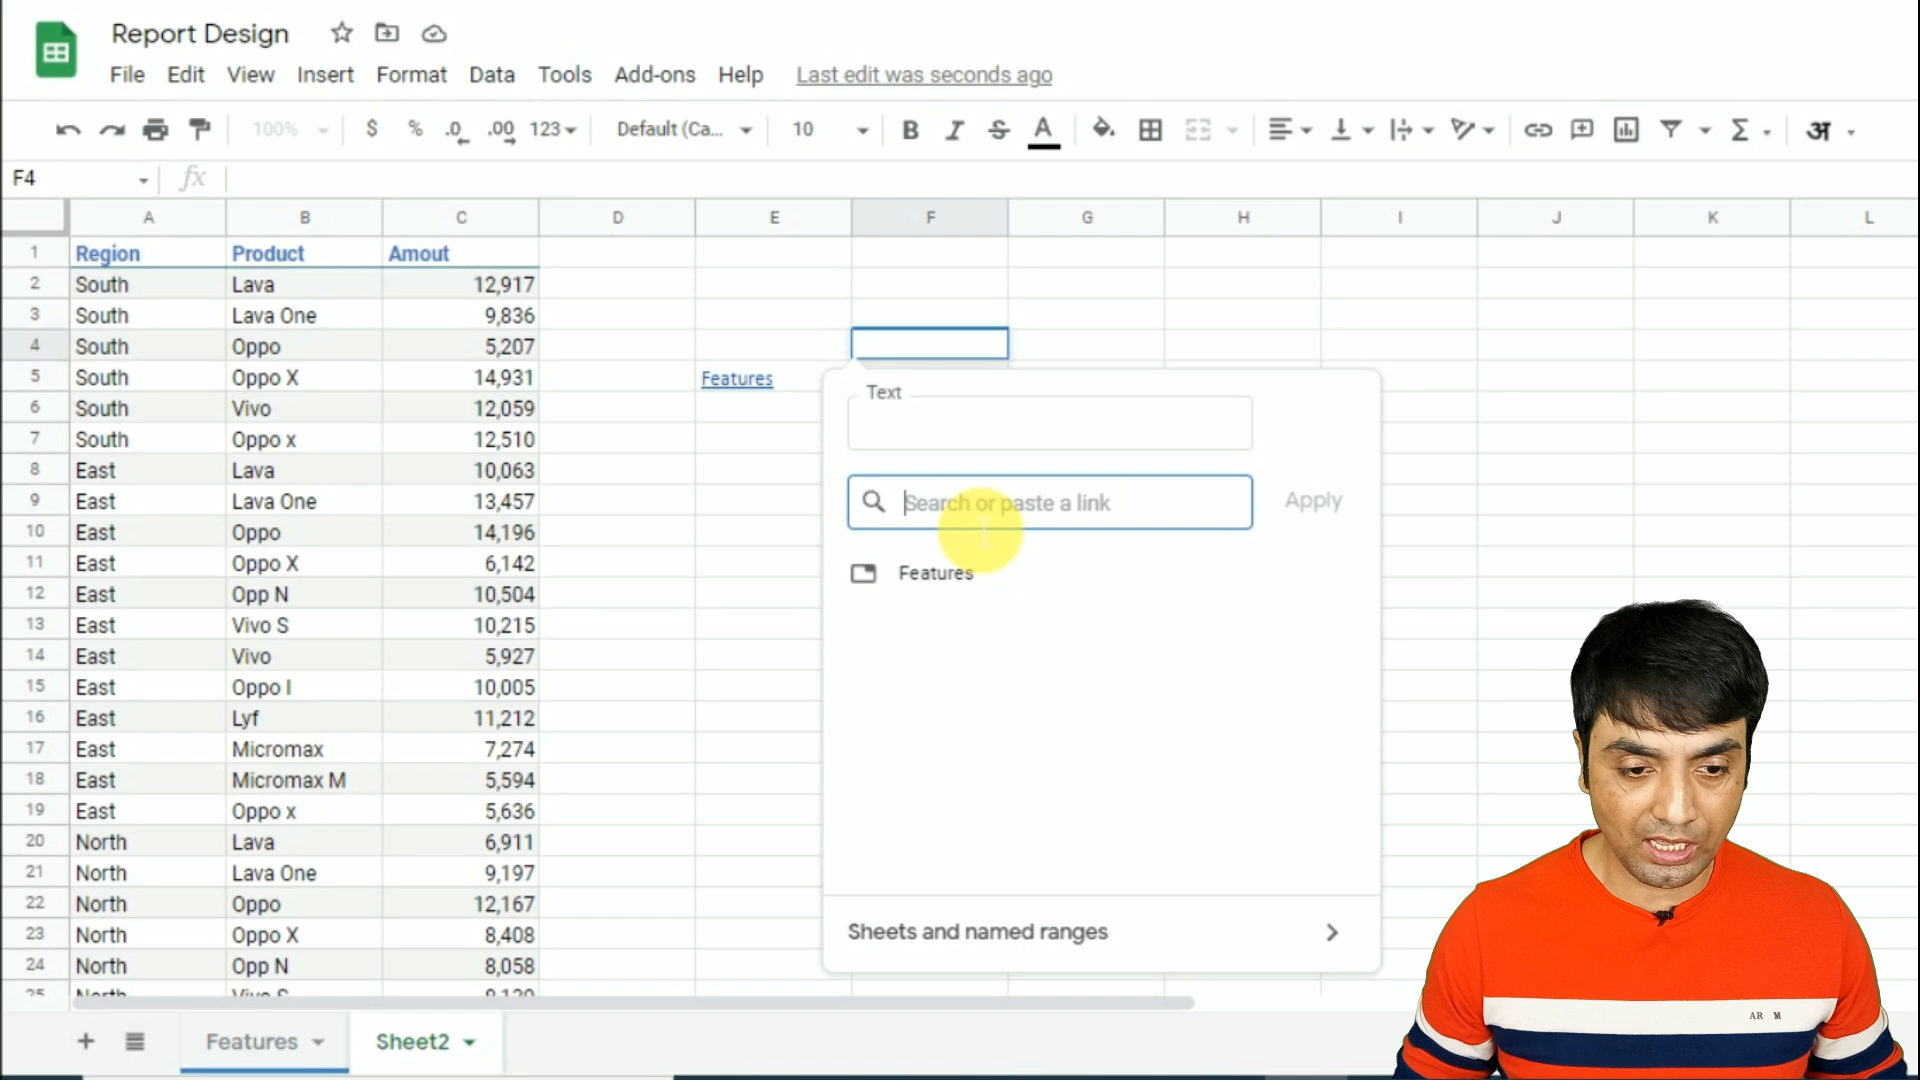 Report Design
File Edit View Insert Format Data Tools Add-ons Help Last edit was seconds ago
100% $ % .0 .00 123 Default (Ca... 10 B I S A Σ अ
F4 fx
A B C D E F G H I J K L
1 Region Product Amout
2 South Lava 12,917
3 South Lava One 9,836
4 South Oppo 5,207
5 South Oppo X 14,931 Features
6 South Vivo 12,059
7 South Oppo x 12,510
8 East Lava 10,063
9 East Lava One 13,457
10 East Oppo 14,196
11 East Oppo X 6,142
12 East Opp N 10,504
13 East Vivo S 10,215
14 East Vivo 5,927
15 East Oppo I 10,005
16 East Lyf 11,212
17 East Micromax 7,274
18 East Micromax M 5,594
19 East Oppo x 5,636
20 North Lava 6,911
21 North Lava One 9,197
22 North Oppo 12,167
23 North Oppo X 8,408
24 North Opp N 8,058
25 North Vivo S 9,120
Text
Search or paste a link Apply
Features
Sheets and named ranges
Features Sheet2
AR M